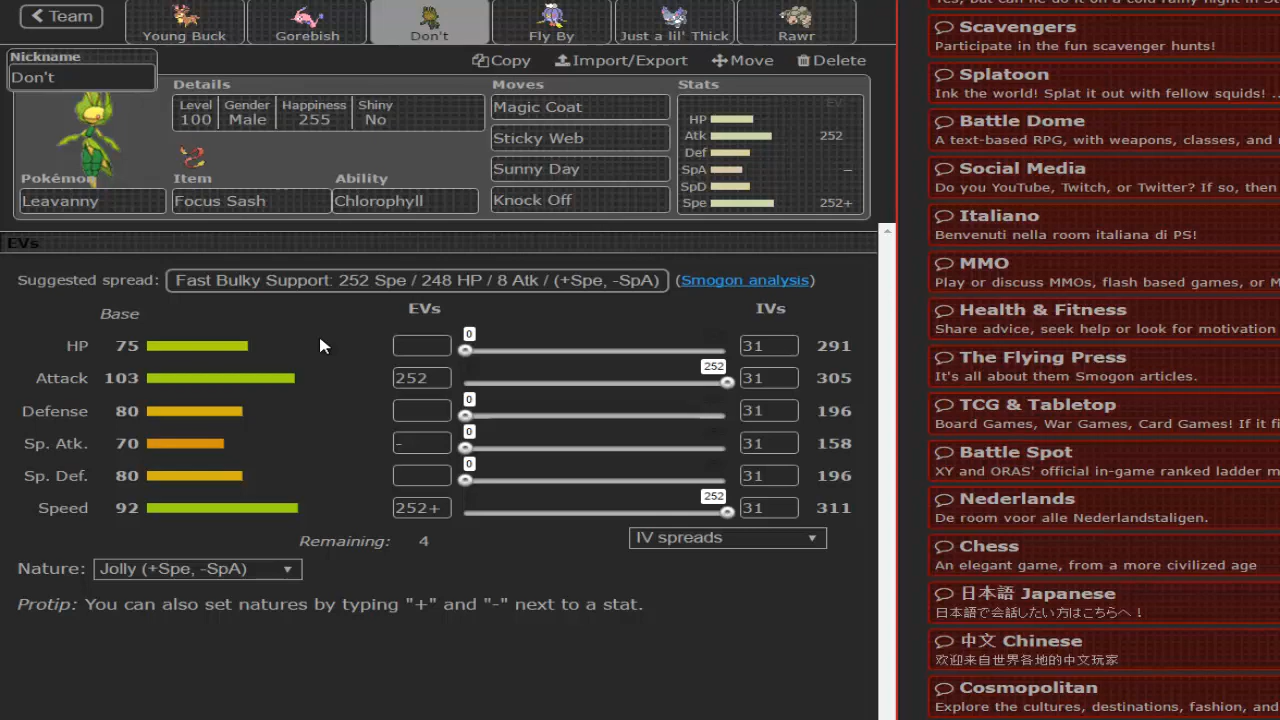 Team
Young Buck
Gorebish
Don't
Fly By
Just a lil' Thick
Rawr
Copy
Import/Export
Move
Delete
Nickname
Don't
Details
Level
100
Gender
Male
Happiness
255
Shiny
No
Pokémon
Leavanny
Item
Focus Sash
Ability
Chlorophyll
Moves
Magic Coat
Sticky Web
Sunny Day
Knock Off
Stats
EV
HP
Atk 252
Def
SpA –
SpD
Spe 252+
EVs
Suggested spread: Fast Bulky Support: 252 Spe / 248 HP / 8 Atk / (+Spe, -SpA) (Smogon analysis)
Base EVs IVs
HP 75 0 31 291
Attack 103 252 252 31 305
Defense 80 0 31 196
Sp. Atk. 70 - 0 31 158
Sp. Def. 80 0 31 196
Speed 92 252+ 252 31 311
Remaining: 4
IV spreads
Nature: Jolly (+Spe, -SpA)
Protip: You can also set natures by typing "+" and "-" next to a stat.
Yes, but can he do it on a cold rainy night in St
Scavengers
Participate in the fun scavenger hunts!
Splatoon
Ink the world! Splat it out with fellow squids! ..
Battle Dome
A text-based RPG, with weapons, classes, and
Social Media
Do you YouTube, Twitch, or Twitter? If so, then
Italiano
Benvenuti nella room italiana di PS!
MMO
Play or discuss MMOs, flash based games, or M
Health & Fitness
Share advice, seek help or look for motivation
The Flying Press
It's all about them Smogon articles.
TCG & Tabletop
Board Games, War Games, Card Games! If it fi
Battle Spot
XY and ORAS' official in-game ranked ladder m
Nederlands
De room voor alle Nederlandstaligen.
Chess
An elegant game, from a more civilized age
日本語 Japanese
日本語で会話したい方はこちらへ！
中文 Chinese
欢迎来自世界各地的中文玩家
Cosmopolitan
Explore the cultures, destinations, fashion, and